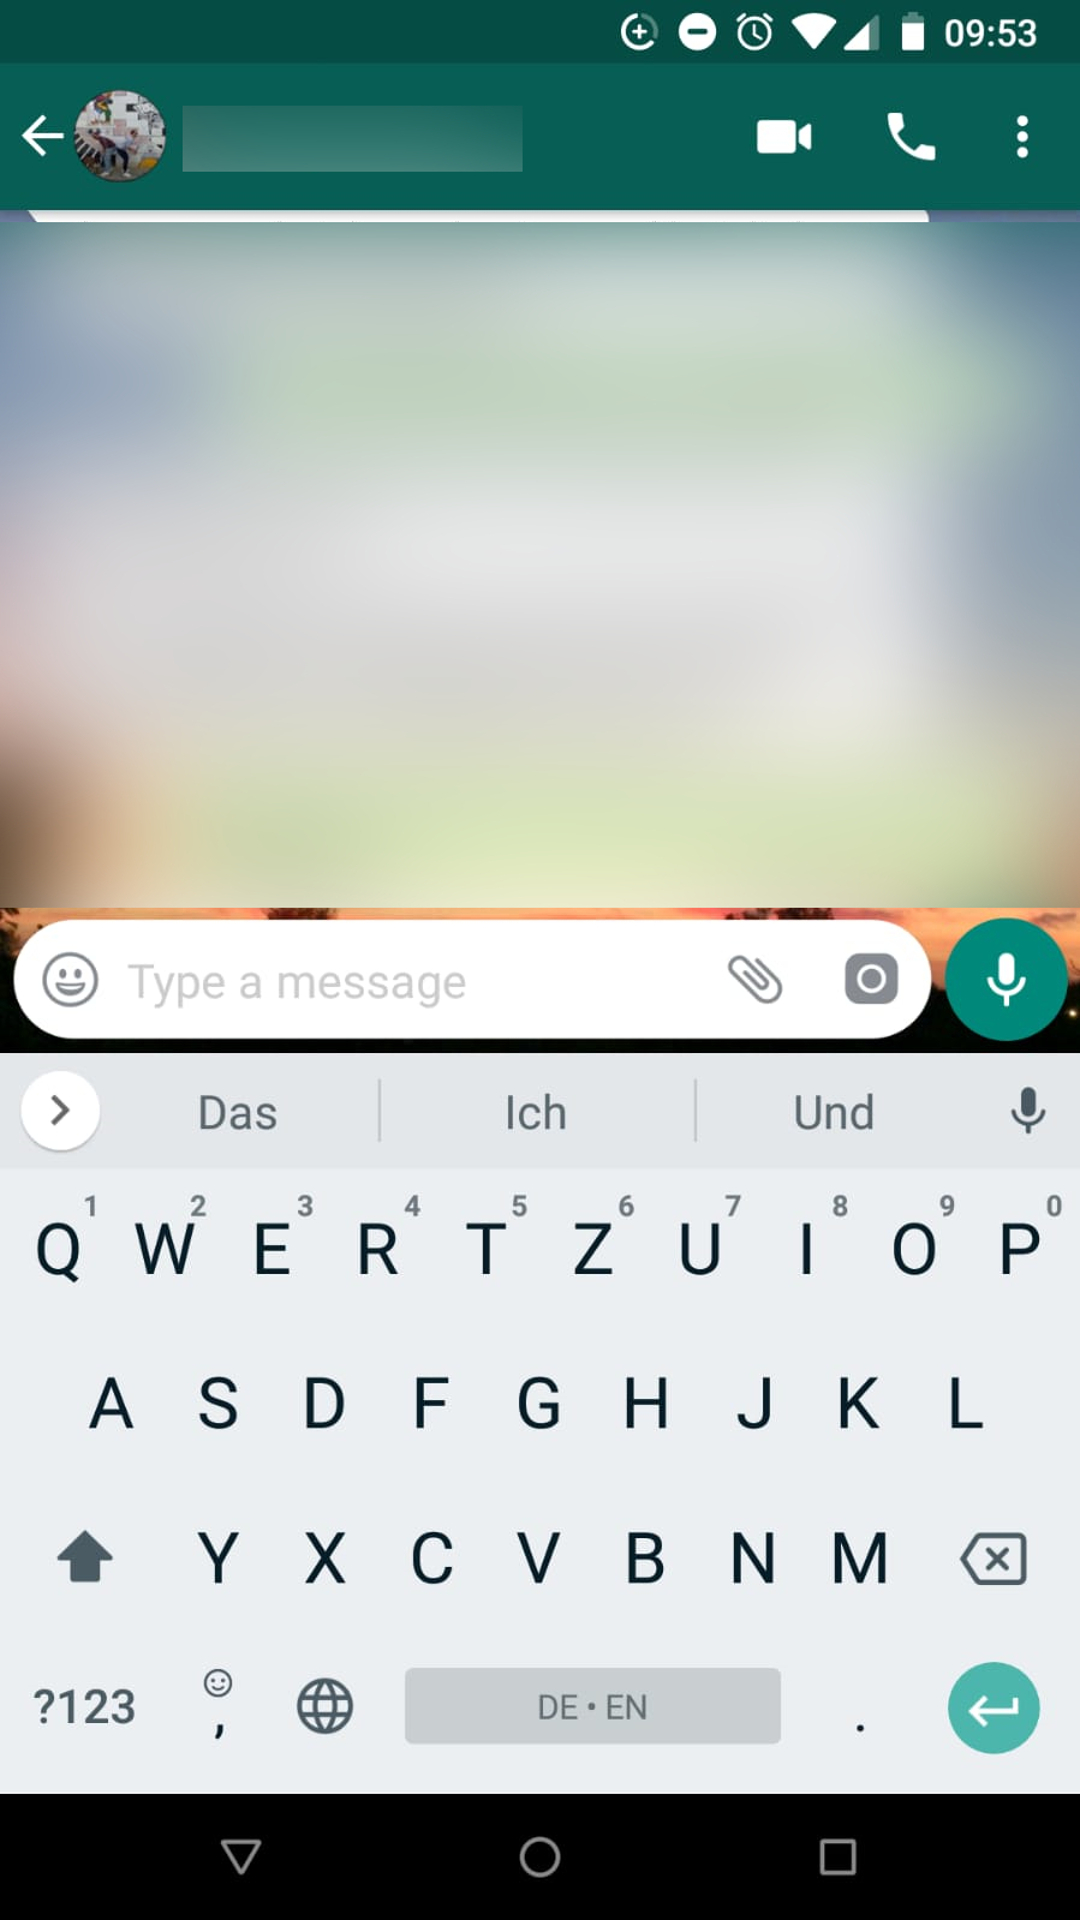 09:53
Type a message
Das Ich Und
1 2 3 4 5 6 7 8 9 0
Q W E R T Z U I O P
A S D F G H J K L
Y X C V B N M
?123 , DE • EN .